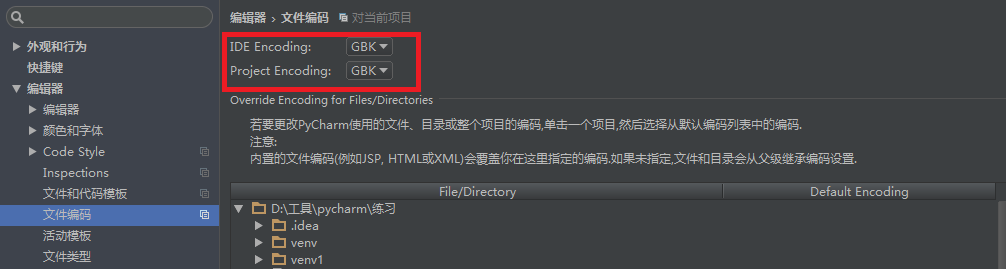 编辑器 › 文件编码 对当前项目
外观和行为
快捷键
编辑器
编辑器
颜色和字体
Code Style
Inspections
文件和代码模板
文件编码
活动模板
文件类型
IDE Encoding: GBK
Project Encoding: GBK
Override Encoding for Files/Directories
若要更改PyCharm使用的文件、目录或整个项目的编码,单击一个项目,然后选择从默认编码列表中的编码.
注意:
内置的文件编码(例如JSP, HTML或XML)会覆盖你在这里指定的编码.如果未指定,文件和目录会从父级继承编码设置.
File/Directory Default Encoding
D:\工具\pycharm\练习
.idea
venv
venv1